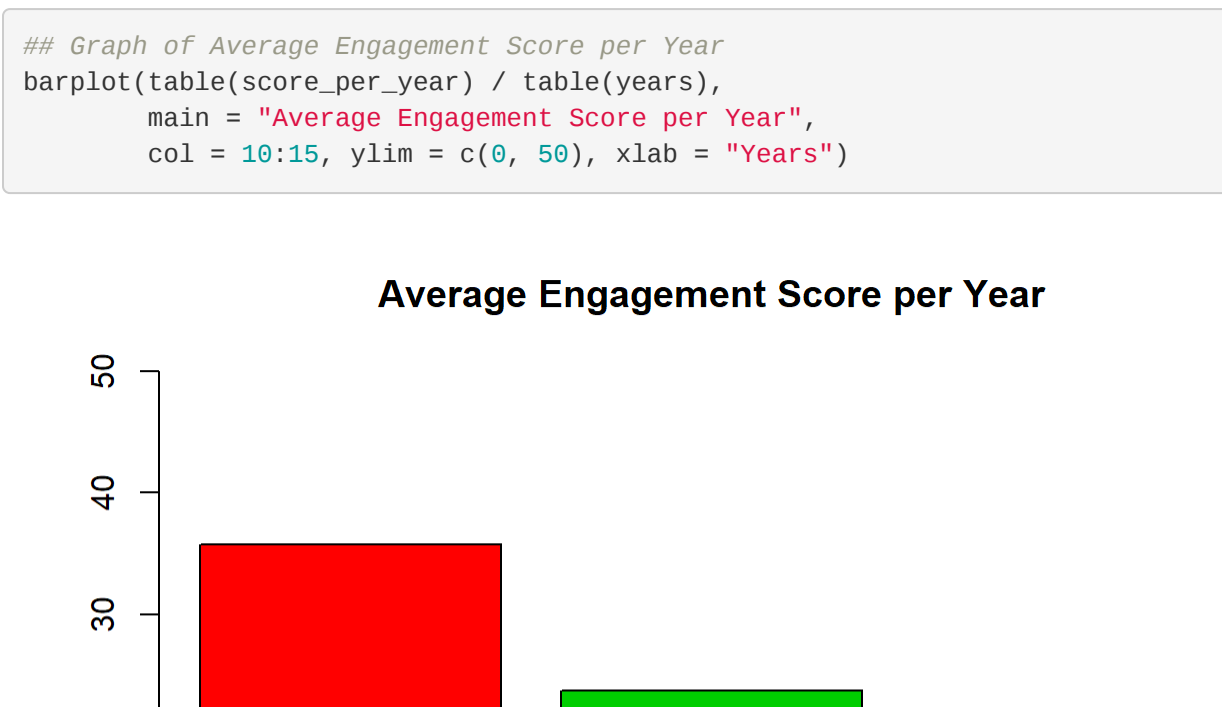 ## Graph of Average Engagement Score per Year
barplot(table(score_per_year) / table(years),
        main = "Average Engagement Score per Year",
        col = 10:15, ylim = c(0, 50), xlab = "Years")
Average Engagement Score per Year
50
40
30